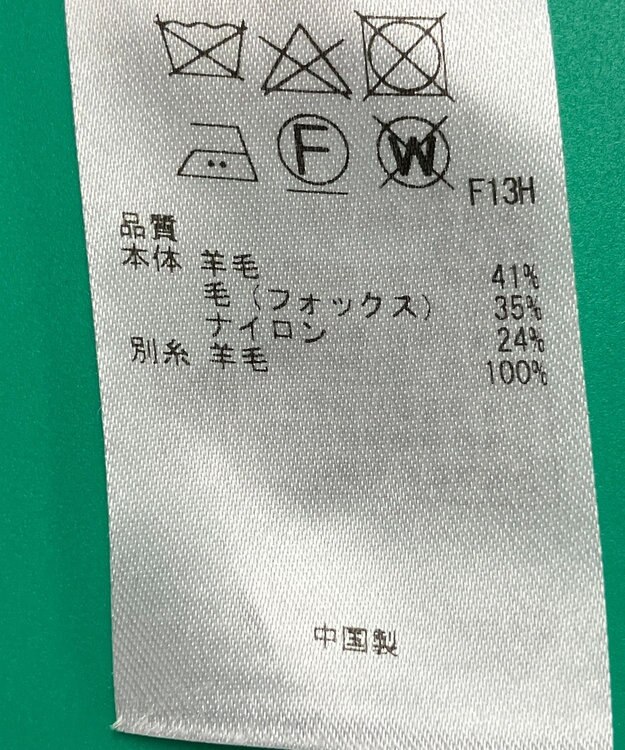 F W
F13H
品質
本体 羊毛 41%
毛(フォックス) 35%
ナイロン 24%
別糸 羊毛 100%
中国製